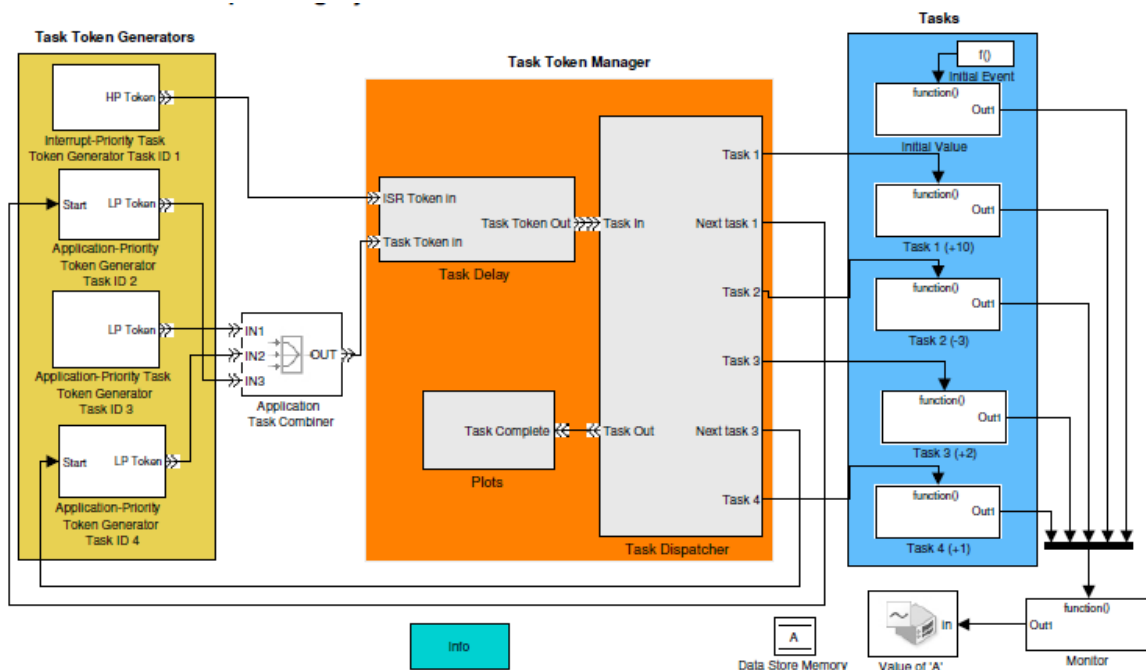 Tasks
Task Token Generators
Task Token Manager
HP Token
Interrupt-Priority Task
Token Generator Task ID 1
Start
LP Token
Application-Priority
Token Generator
Task ID 2
LP Token
Application-Priority Task
Token Generator
Task ID 3
Start
LP Token
Application-Priority
Token Generator
Task ID 4
IN1
IN2
IN3
OUT
Application
Task Combiner
ISR Token in
Task Token in
Task Token Out
Task Delay
Task Complete
Plots
Task In
Task Out
Task 1
Next task 1
Task 2
Task 3
Next task 3
Task 4
Task Dispatcher
f()
Initial Event
function()
Out1
Initial Value
function()
Out1
Task 1 (+10)
function()
Out1
Task 2 (-3)
function()
Out1
Task 3 (+2)
function()
Out1
Task 4 (+1)
Info
A
Data Store Memory
In
Value of 'A'
function()
Out1
Monitor